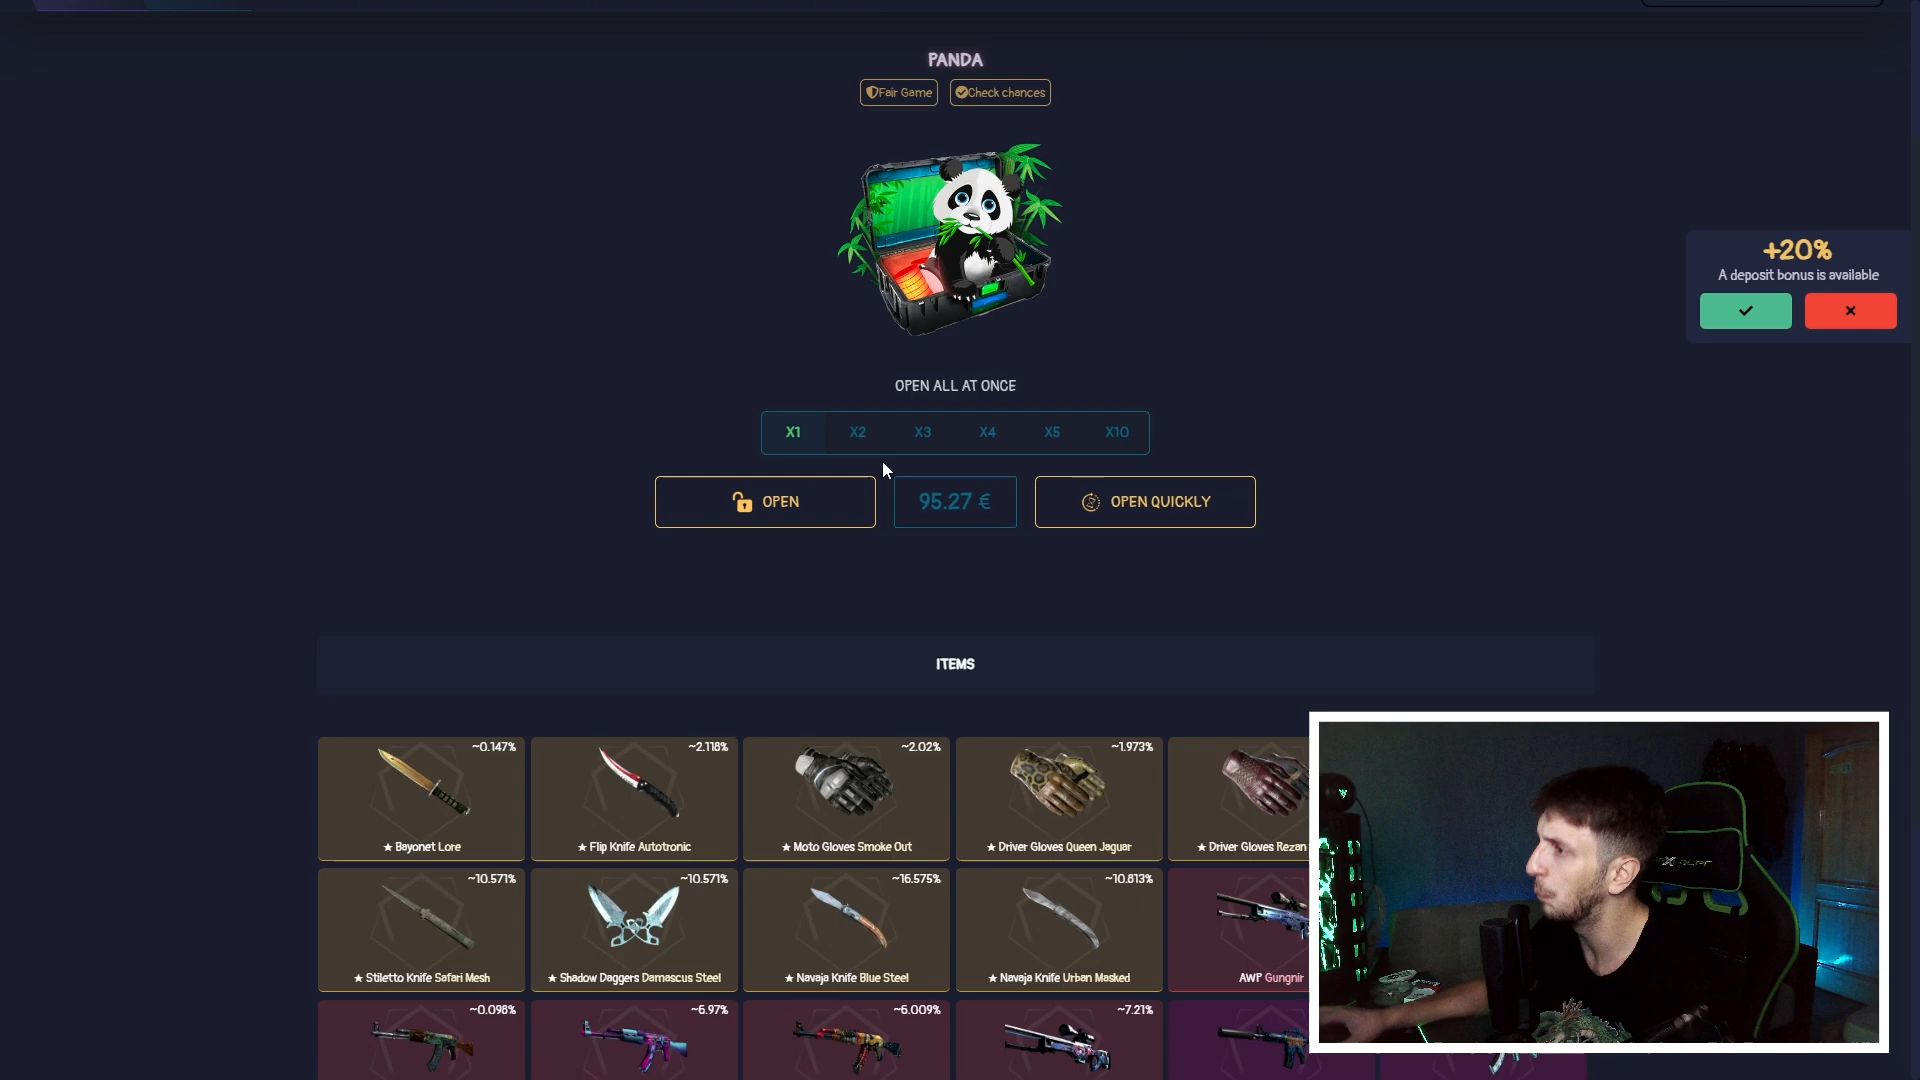 PANDA
Fair Game
Check chances
+20%
A deposit bonus is available
OPEN ALL AT ONCE
X1 X2 X3 X4 X5 X10
OPEN
95.27 €
OPEN QUICKLY
ITEMS
~0.147%
~2.118%
~2.02%
~1.973%
★ Bayonet Lore
★ Flip Knife Autotronic
★ Moto Gloves Smoke Out
★ Driver Gloves Queen Jaguar
★ Driver Gloves Rezan
~10.571%
~10.571%
~16.575%
~10.813%
★ Stiletto Knife Safari Mesh
★ Shadow Daggers Damascus Steel
★ Navaja Knife Blue Steel
★ Navaja Knife Urban Masked
AWP Gungnir
~0.098%
~6.97%
~6.009%
~7.21%